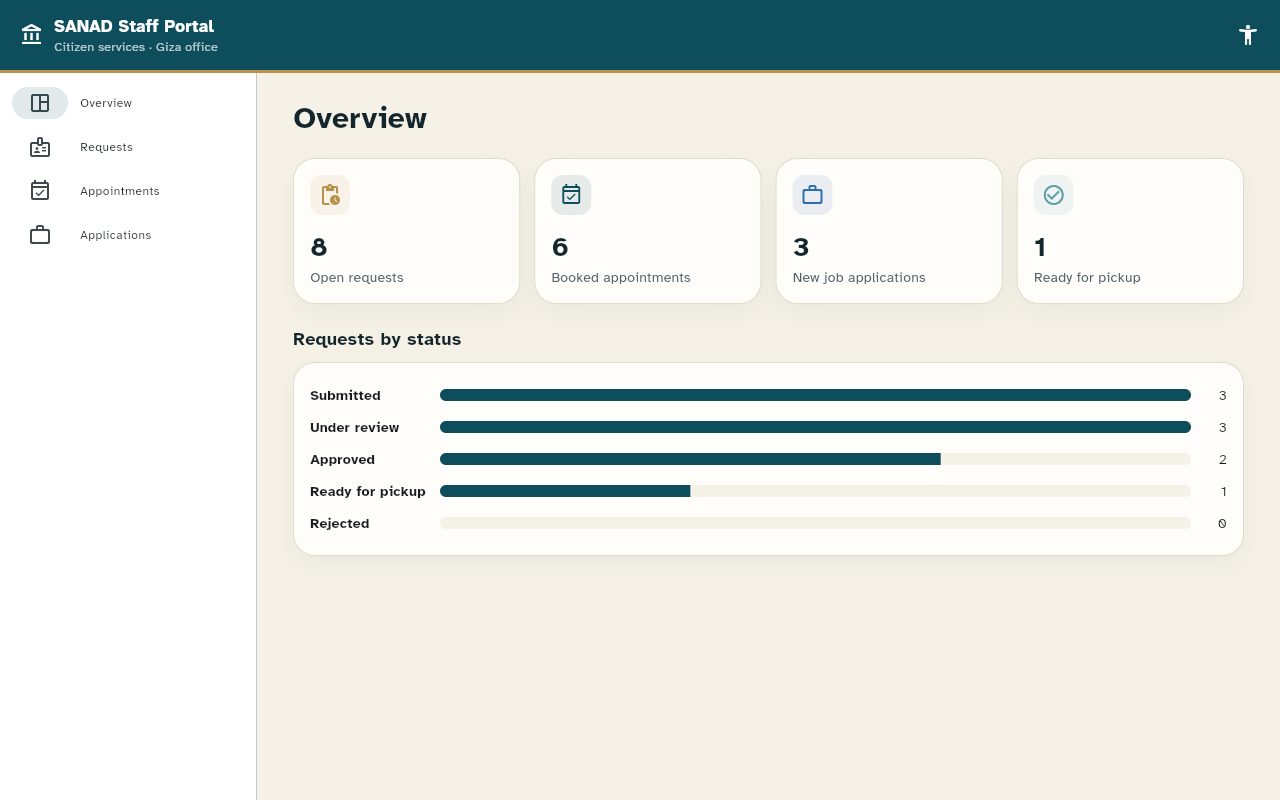 SANAD Staff Portal
Citizen services · Giza office
Overview
Requests
Appointments
Applications
Overview
8
Open requests
6
Booked appointments
3
New job applications
1
Ready for pickup
Requests by status
Submitted 3
Under review 3
Approved 2
Ready for pickup 1
Rejected 0